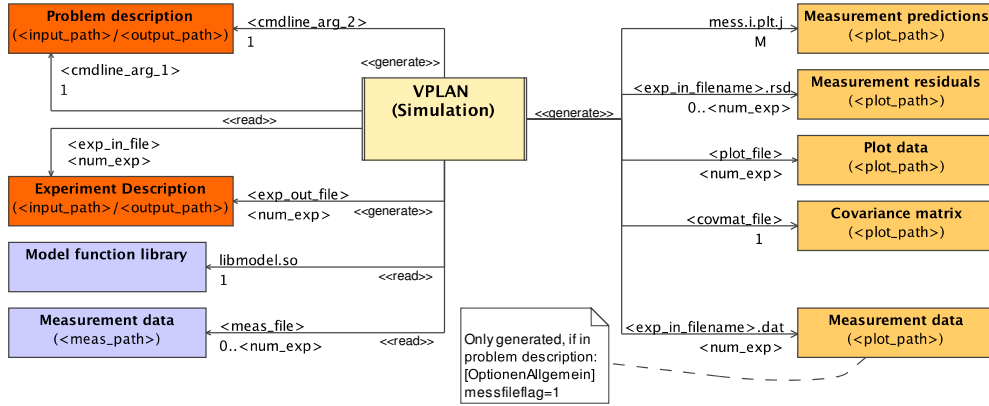 Problem description
(<input_path>/<output_path>)
<cmdline_arg_2>
1
<<generate>>
<cmdline_arg_1>
1
VPLAN
(Simulation)
<<read>>
<exp_in_file>
<num_exp>
Experiment Description
(<input_path>/<output_path>)
<exp_out_file>
<num_exp>
<<generate>>
Model function library
libmodel.so
1
<<read>>
Measurement data
(<meas_path>)
<meas_file>
0..<num_exp>
<<read>>
<<generate>>
mess.i.plt.j
M
Measurement predictions
(<plot_path>)
<exp_in_filename>.rsd
0..<num_exp>
Measurement residuals
(<plot_path>)
<plot_file>
<num_exp>
Plot data
(<plot_path>)
<covmat_file>
1
Covariance matrix
(<plot_path>)
<exp_in_filename>.dat
<num_exp>
Measurement data
(<plot_path>)
Only generated, if in
problem description:
[OptionenAllgemein]
messfileflag=1